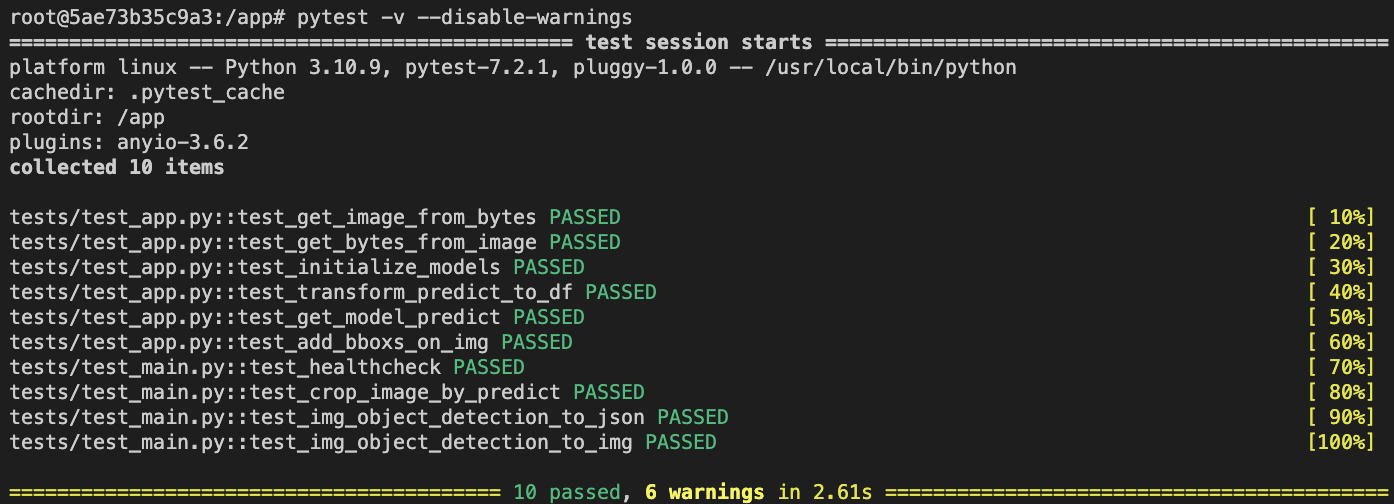 root@5ae73b35c9a3:/app# pytest -v --disable-warnings
=============================================== test session starts ===============================================
platform linux -- Python 3.10.9, pytest-7.2.1, pluggy-1.0.0 -- /usr/local/bin/python
cachedir: .pytest_cache
rootdir: /app
plugins: anyio-3.6.2
collected 10 items
tests/test_app.py::test_get_image_from_bytes PASSED [ 10%]
tests/test_app.py::test_get_bytes_from_image PASSED [ 20%]
tests/test_app.py::test_initialize_models PASSED [ 30%]
tests/test_app.py::test_transform_predict_to_df PASSED [ 40%]
tests/test_app.py::test_get_model_predict PASSED [ 50%]
tests/test_app.py::test_add_bboxs_on_img PASSED [ 60%]
tests/test_main.py::test_healthcheck PASSED [ 70%]
tests/test_main.py::test_crop_image_by_predict PASSED [ 80%]
tests/test_main.py::test_img_object_detection_to_json PASSED [ 90%]
tests/test_main.py::test_img_object_detection_to_img PASSED [100%]
========================================= 10 passed, 6 warnings in 2.61s ==========================================